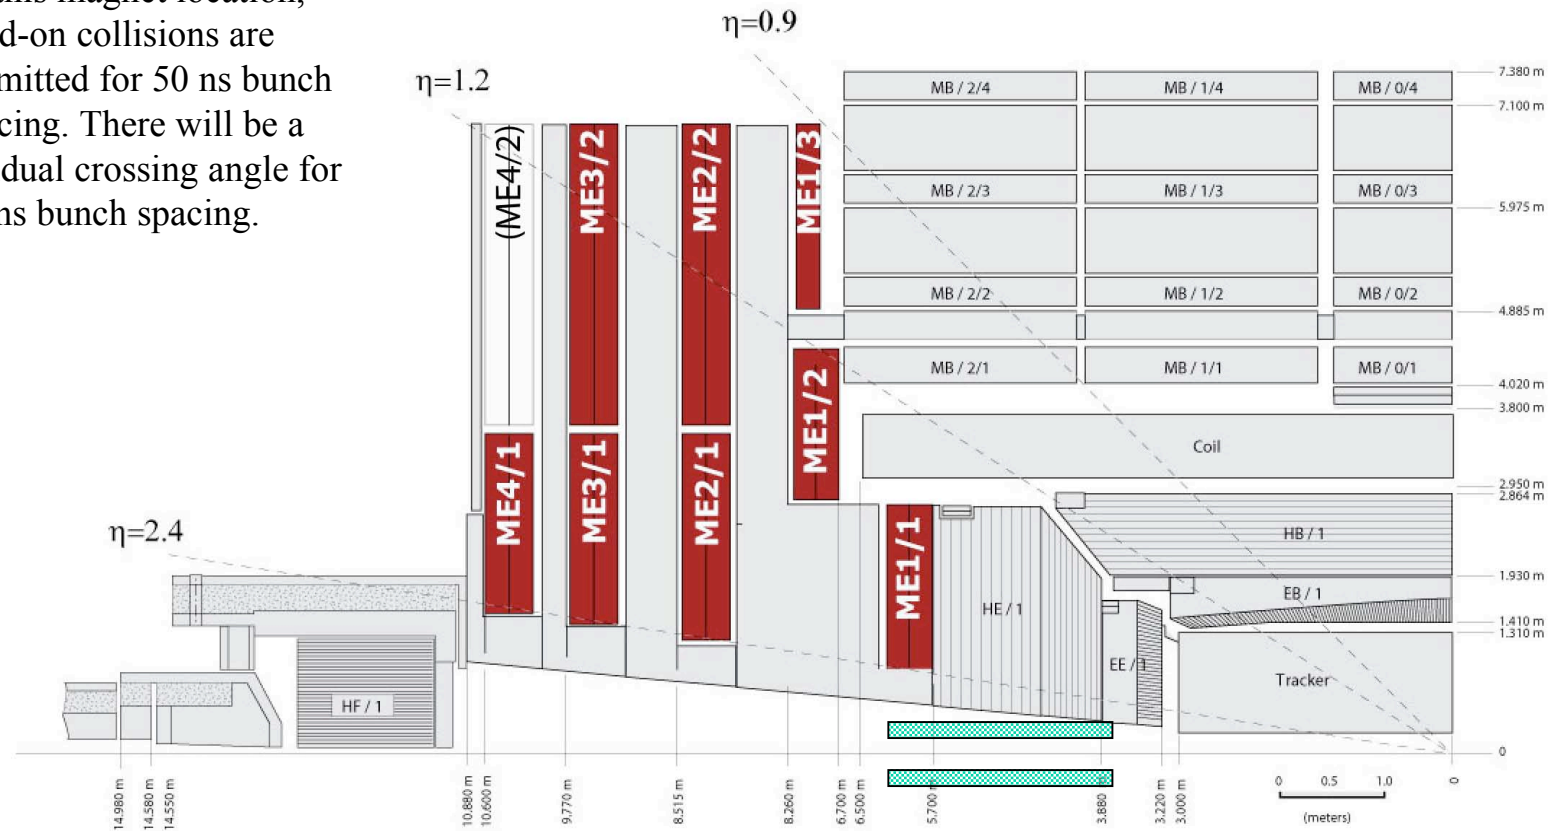 magnet location,
d-on collisions are
mitted for 50 ns bunch
cing. There will be a
dual crossing angle for
ns bunch spacing.
η=0.9
η=1.2
η=2.4
(ME4/2)
ME3/2
ME2/2
ME1/3
ME4/1
ME3/1
ME2/1
ME1/2
ME1/1
MB / 2/4
MB / 1/4
MB / 0/4
MB / 2/3
MB / 1/3
MB / 0/3
MB / 2/2
MB / 1/2
MB / 0/2
MB / 2/1
MB / 1/1
MB / 0/1
Coil
HB / 1
EB / 1
HE / 1
EE / 1
Tracker
HF / 1
7.380 m
7.100 m
5.975 m
4.885 m
4.020 m
3.800 m
2.950 m
2.864 m
1.930 m
1.410 m
1.310 m
0
14.980 m
14.580 m
14.550 m
10.880 m
10.600 m
9.770 m
8.515 m
8.260 m
6.700 m
6.500 m
5.700 m
3.880 m
3.220 m
3.000 m
0
0 0.5 1.0
(meters)